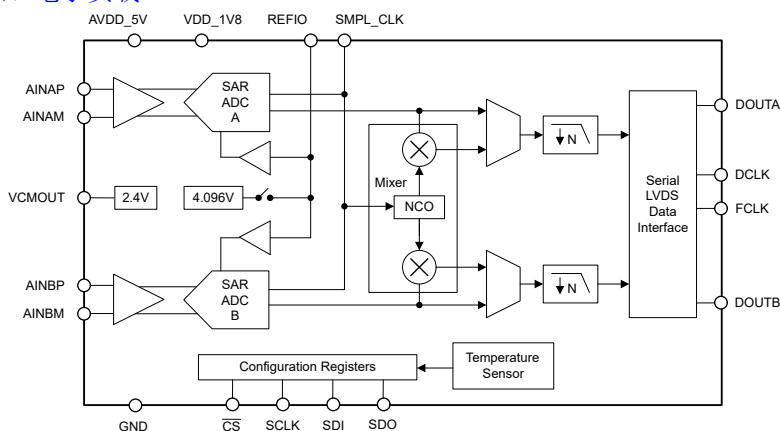 AVDD_5V VDD_1V8 REFIO SMPL_CLK
AINAP
AINAM
SAR
ADC
A
N
DOUTA
Mixer
NCO
VCMOUT
2.4V
4.096V
Serial
LVDS
Data
Interface
DCLK
FCLK
AINBP
AINBM
SAR
ADC
B
N
DOUTB
Configuration Registers
Temperature
Sensor
GND CS SCLK SDI SDO